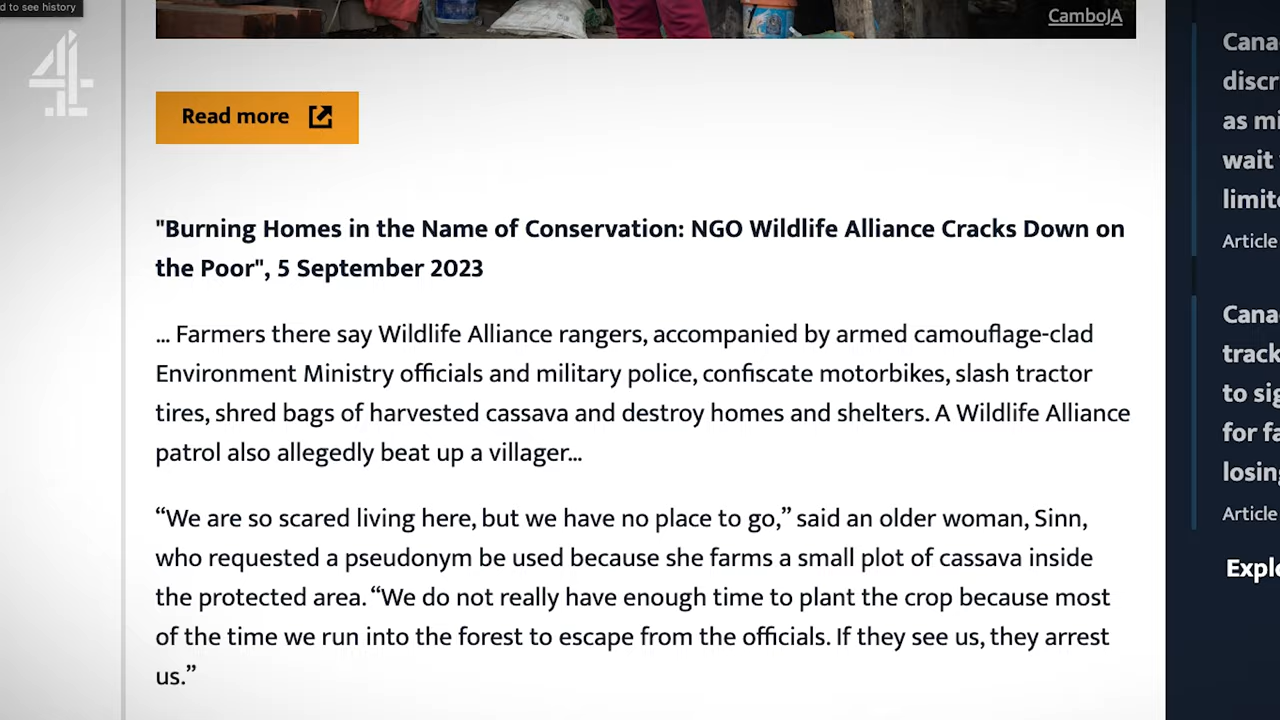 d to see history
CamboJA
4
Read more
"Burning Homes in the Name of Conservation: NGO Wildlife Alliance Cracks Down on
the Poor", 5 September 2023
... Farmers there say Wildlife Alliance rangers, accompanied by armed camouflage-clad
Environment Ministry officials and military police, confiscate motorbikes, slash tractor
tires, shred bags of harvested cassava and destroy homes and shelters. A Wildlife Alliance
patrol also allegedly beat up a villager...
“We are so scared living here, but we have no place to go,” said an older woman, Sinn,
who requested a pseudonym be used because she farms a small plot of cassava inside
the protected area. “We do not really have enough time to plant the crop because most
of the time we run into the forest to escape from the officials. If they see us, they arrest
us.”
Cana
discr
as mi
wait
limite
Article
Cana
track
to sig
for fa
losing
Article
Explo